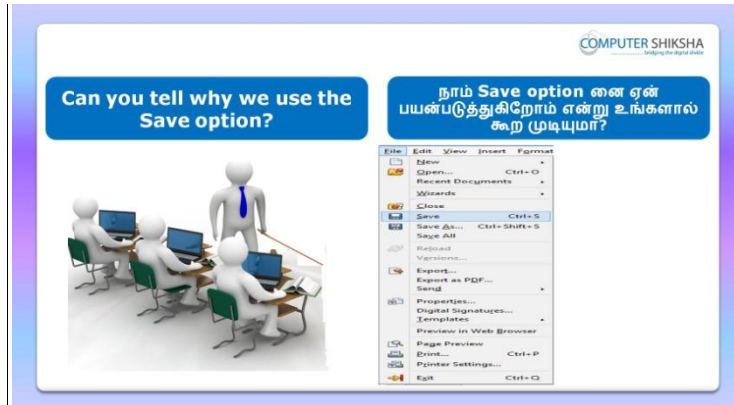 COMPUTER SHIKSHA
bridging the digital divide
Can you tell why we use the
Save option?
நாம் Save option னை ஏன்
பயன்படுத்துகிறோம் என்று உங்களால்
கூற முடியுமா?
File Edit View Insert Format
New
Open... Ctrl+O
Recent Documents
Wizards
Close
Save Ctrl+S
Save As... Ctrl+Shift+S
Save All
Reload
Versions...
Export...
Export as PDF...
Send
Properties...
Digital Signatures...
Templates
Preview in Web Browser
Page Preview
Print... Ctrl+P
Printer Settings...
Exit Ctrl+Q